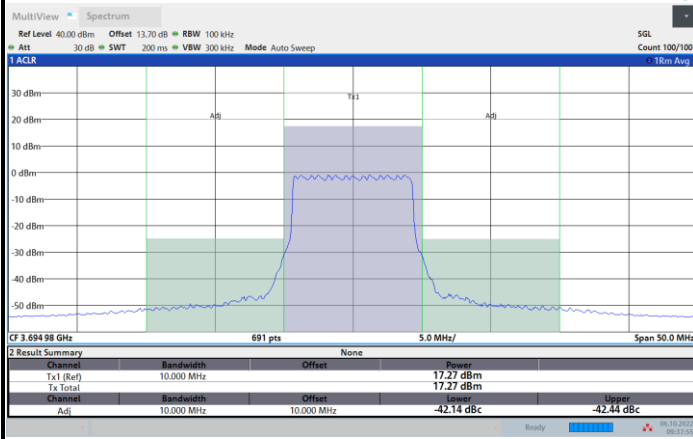 MultiView Spectrum
Ref Level 40.00 dBm Offset 13.70 dB RBW 100 kHz SGL
Att 30 dB SWT 200 ms VBW 300 kHz Mode Auto Sweep Count 100/100
1 ACLR 1Rm Avg
30 dBm
Tx1
20 dBm
Adj
Adj
10 dBm
0 dBm
-10 dBm
-20 dBm
-30 dBm
-40 dBm
-50 dBm
CF 3.694 98 GHz 691 pts 5.0 MHz/ Span 50.0 MHz
2 Result Summary None
Channel Bandwidth Offset Power
Tx1 (Ref) 10.000 MHz 17.27 dBm
Tx Total 17.27 dBm
Channel Bandwidth Offset Lower Upper
Adj 10.000 MHz 10.000 MHz -42.14 dBc -42.44 dBc
Ready